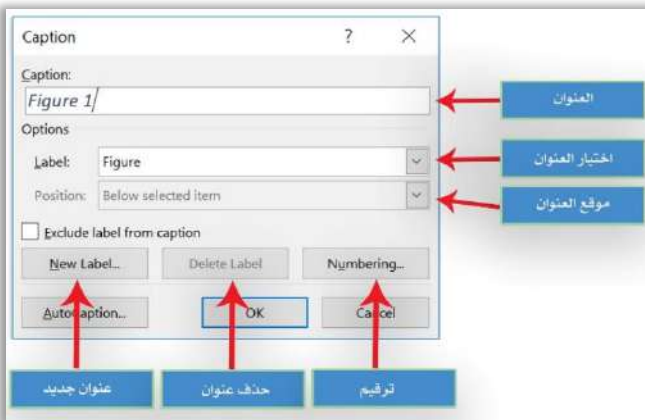 Caption ?
Caption:
Figure 1
العنوان
Options
Label: Figure
اختيار العنوان
Position: Below selected item
موقع العنوان
Exclude label from caption
New Label... Delete Label Numbering...
AutoCaption... OK Cancel
عنوان جديد
حذف عنوان
ترقيم